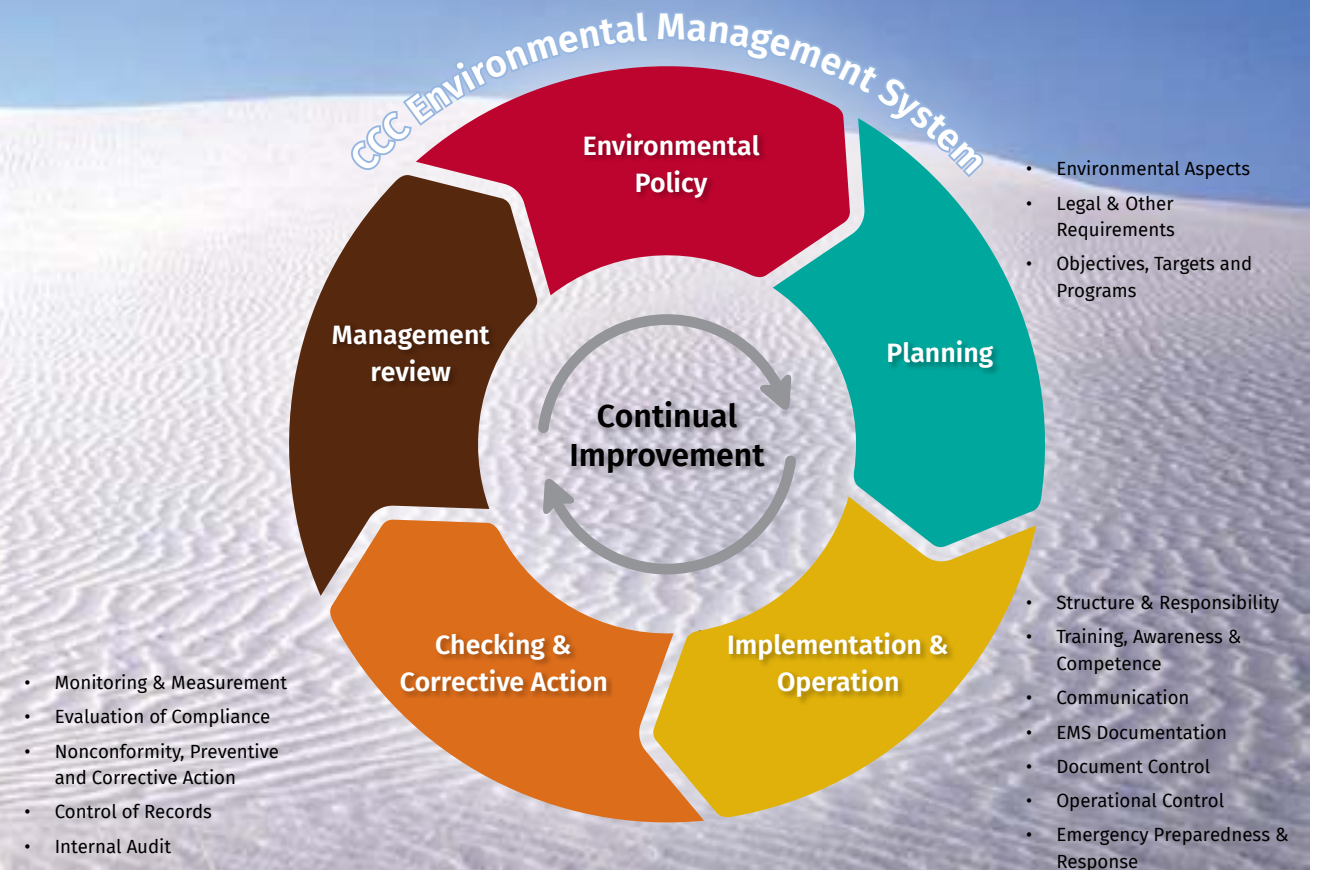 CCC Environmental Management System
Environmental
Policy
• Environmental Aspects
• Legal & Other
Requirements
• Objectives, Targets and
Programs
Planning
Management
review
Continual
Improvement
• Structure & Responsibility
• Training, Awareness &
Competence
• Communication
• EMS Documentation
• Document Control
• Operational Control
• Emergency Preparedness &
Response
Implementation &
Operation
Checking &
Corrective Action
• Monitoring & Measurement
• Evaluation of Compliance
• Nonconformity, Preventive
and Corrective Action
• Control of Records
• Internal Audit